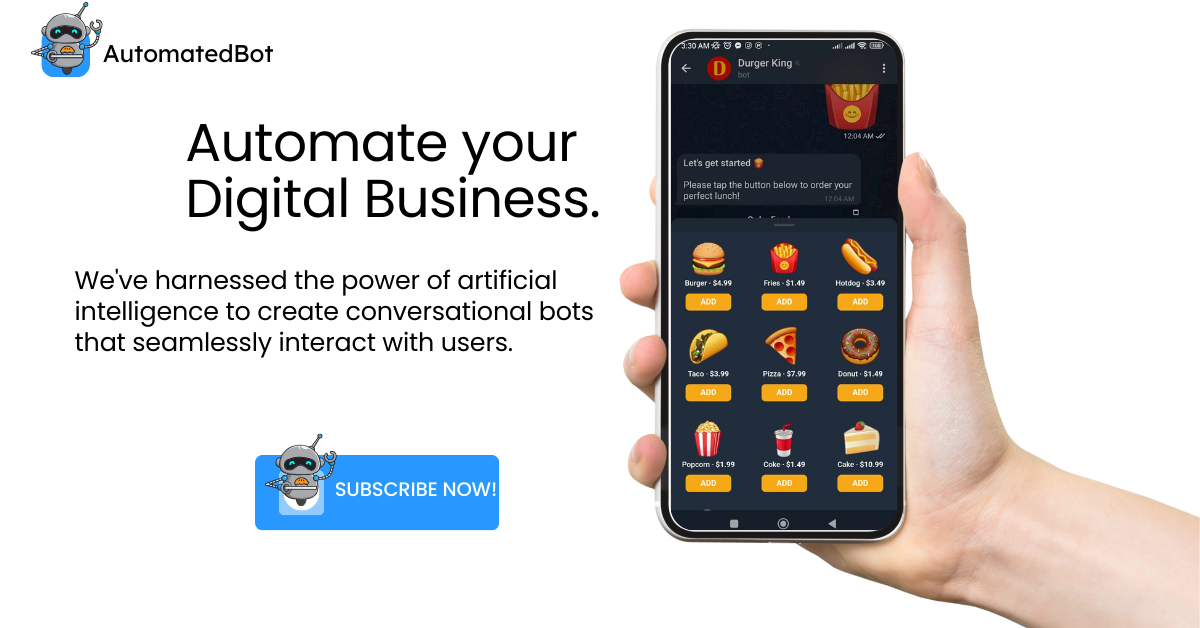 AutomatedBot
Automate your
Digital Business.
We've harnessed the power of artificial
intelligence to create conversational bots
that seamlessly interact with users.
SUBSCRIBE NOW!
3:30 AM
D
Durger King
bot
12:04 AM
Let's get started
Please tap the button below to order your
perfect lunch!
12:04 AM
Burger · $4.99 Fries · $1.49 Hotdog · $3.49
ADD ADD ADD
Taco · $3.99 Pizza · $7.99 Donut · $1.49
ADD ADD ADD
Popcorn · $1.99 Coke · $1.49 Cake · $10.99
ADD ADD ADD